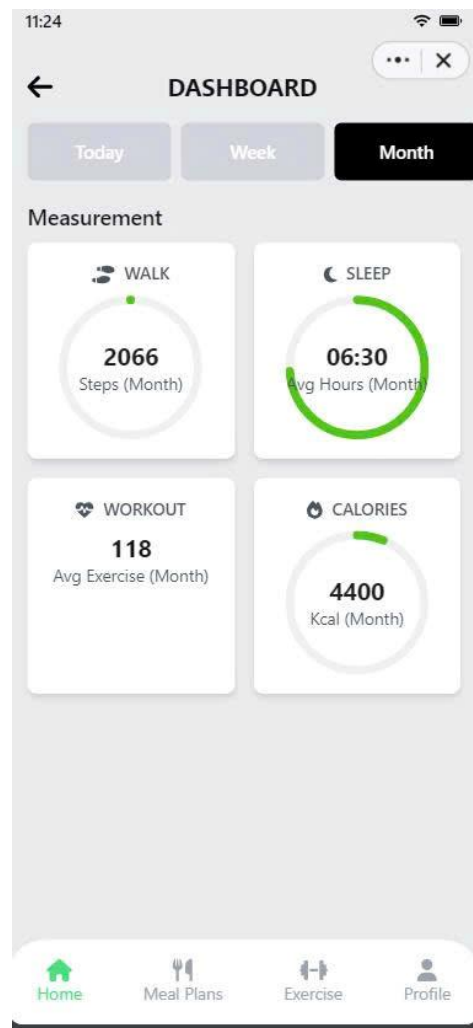 11:24
DASHBOARD
Today
Week
Month
Measurement
WALK
2066
Steps (Month)
SLEEP
06:30
Avg Hours (Month)
WORKOUT
118
Avg Exercise (Month)
CALORIES
4400
Kcal (Month)
Home
Meal Plans
Exercise
Profile